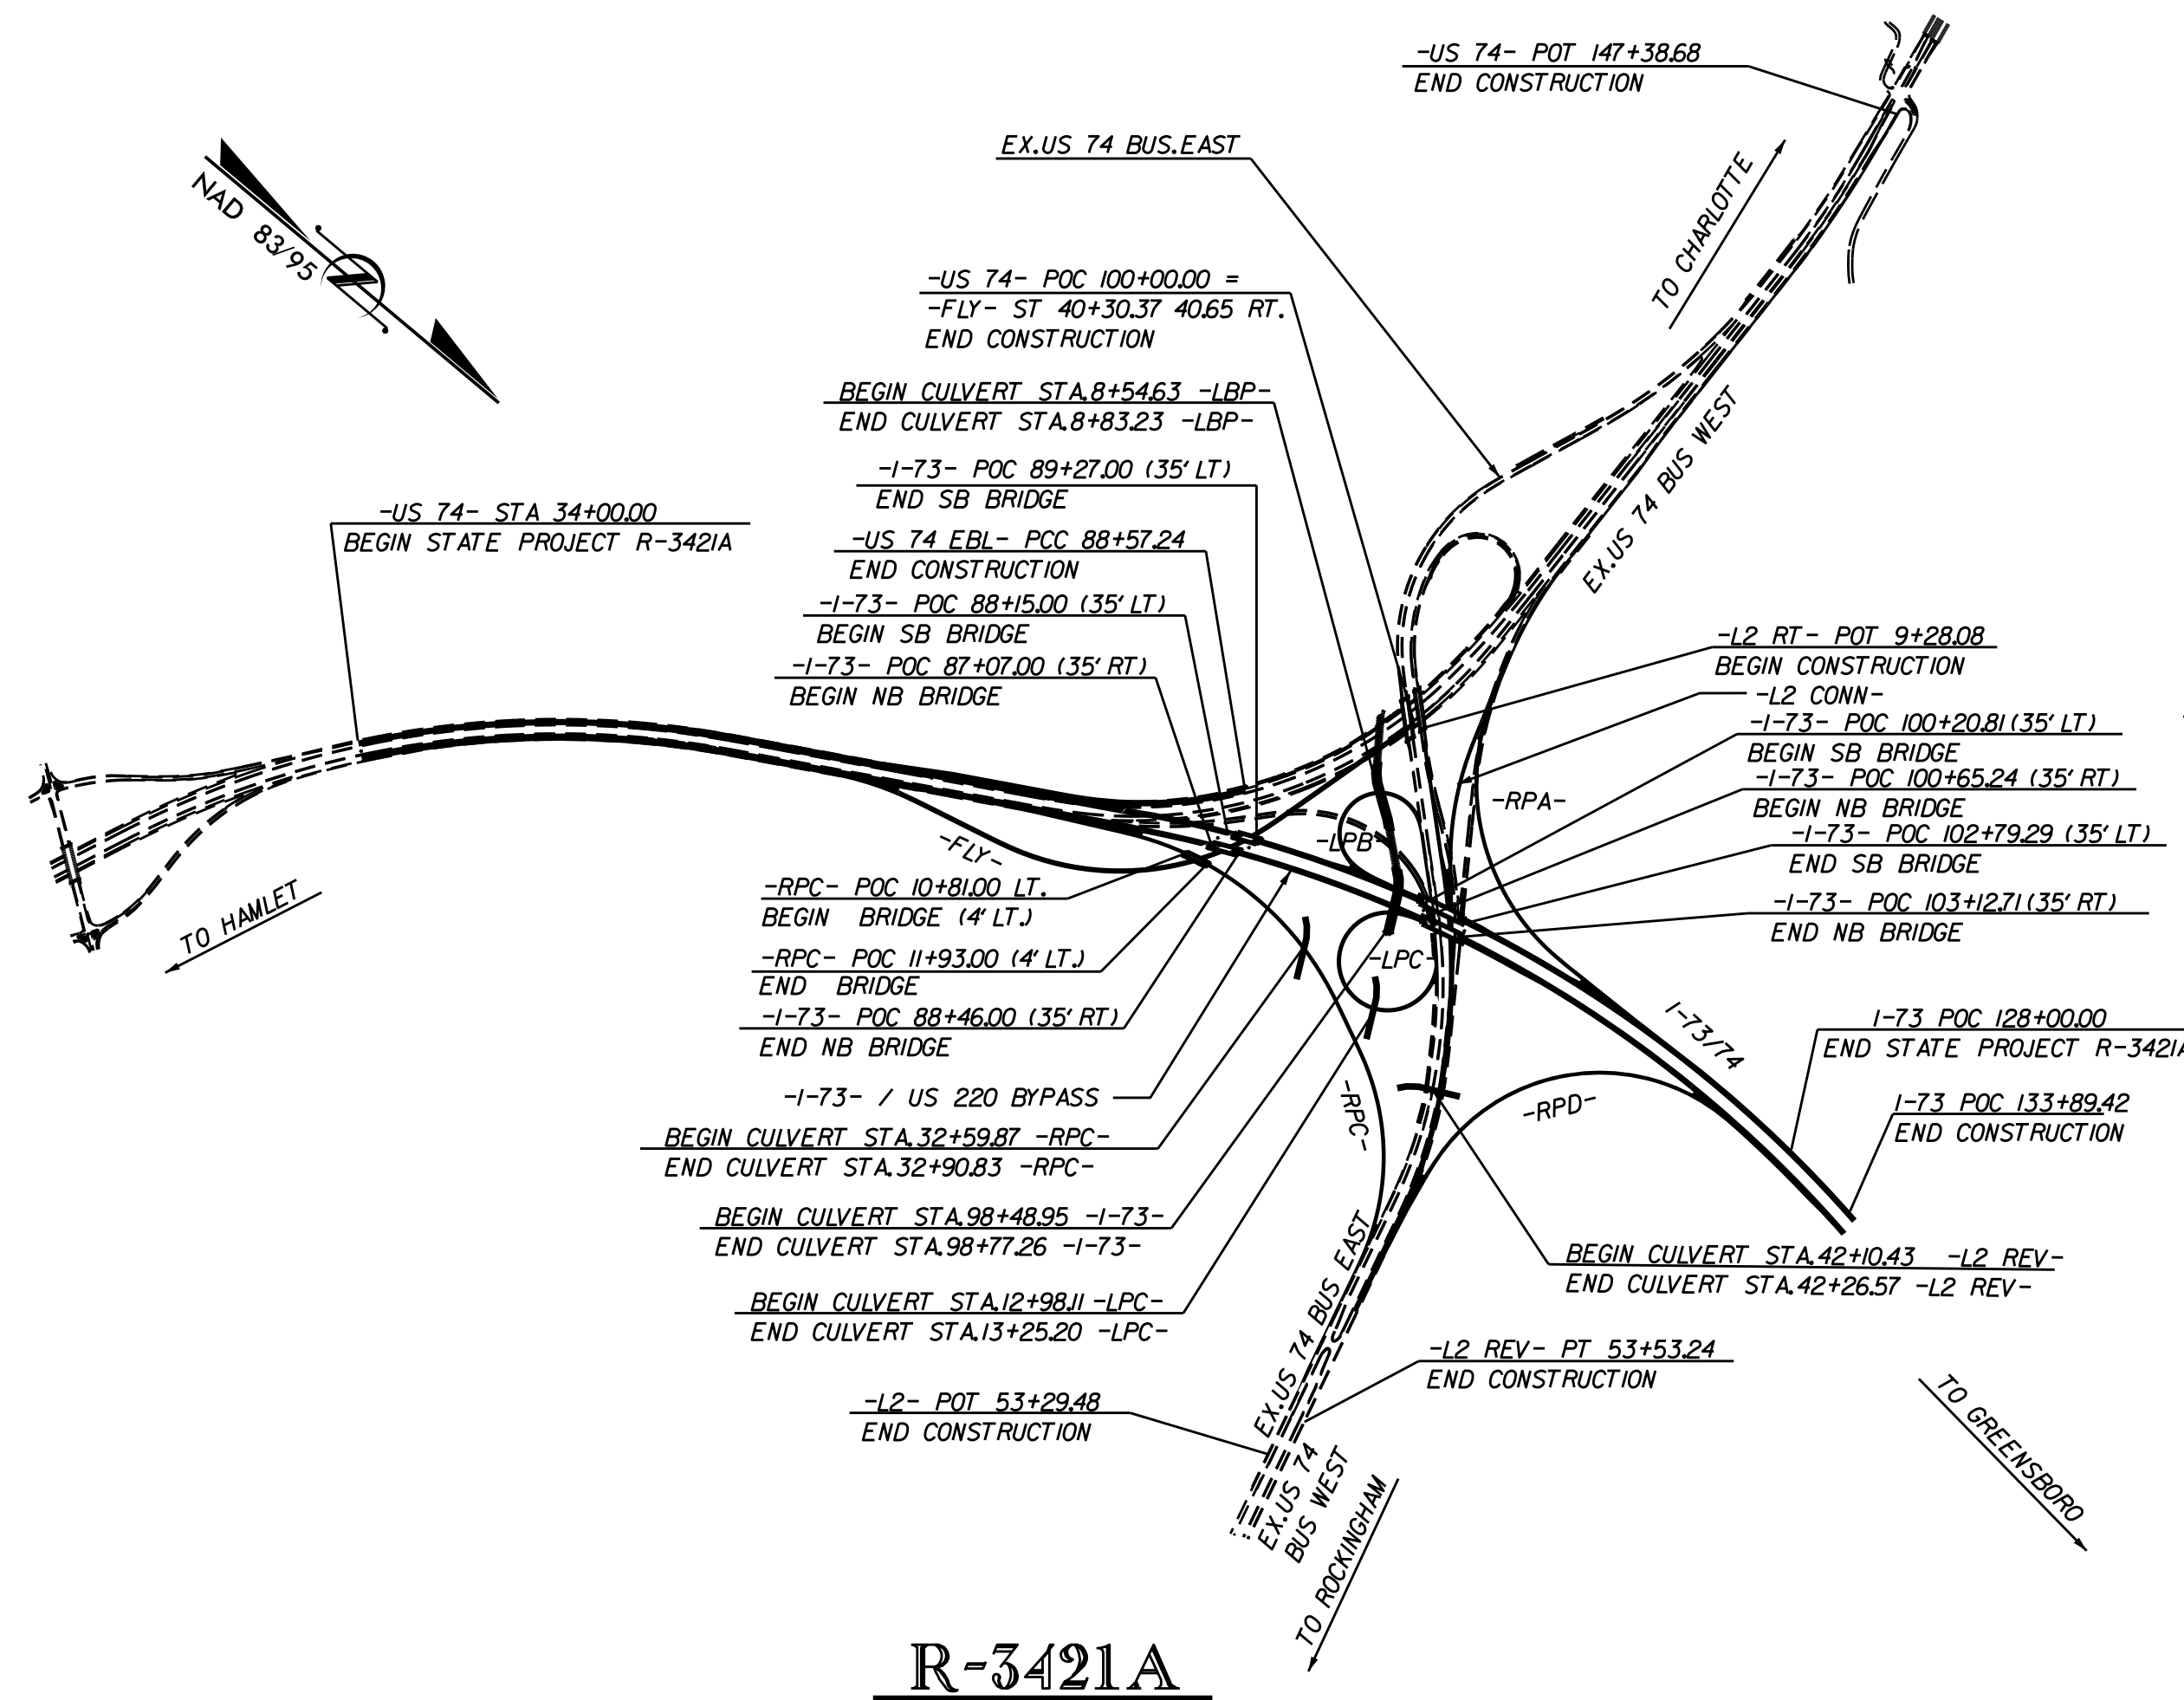 -US 74- POT 147+38.68
END CONSTRUCTION
EX.US 74 BUS.EAST
TO CHARLOTTE
NAD 83/95
-US 74- POC 100+00.00 =
-FLY- ST 40+30.37 40.65 RT.
END CONSTRUCTION
BEGIN CULVERT STA.8+54.63 -LBP-
END CULVERT STA.8+83.23 -LBP-
-I-73- POC 89+27.00 (35' LT)
END SB BRIDGE
EX.US 74 BUS WEST
-US 74- STA 34+00.00
BEGIN STATE PROJECT R-3421A
-US 74 EBL- PCC 88+57.24
END CONSTRUCTION
-I-73- POC 88+15.00 (35' LT)
BEGIN SB BRIDGE
-I-73- POC 87+07.00 (35' RT)
BEGIN NB BRIDGE
-L2 RT- POT 9+28.08
BEGIN CONSTRUCTION
-L2 CONN-
-I-73- POC 100+20.81 (35' LT)
BEGIN SB BRIDGE
-I-73- POC 100+65.24 (35' RT)
BEGIN NB BRIDGE
-I-73- POC 102+79.29 (35' LT)
END SB BRIDGE
-I-73- POC 103+12.71 (35' RT)
END NB BRIDGE
-RPA-
-FLY-
-LPB-
-LPC-
TO HAMLET
-RPC- POC 10+81.00 LT.
BEGIN BRIDGE (4' LT.)
-RPC- POC 11+93.00 (4' LT.)
END BRIDGE
-I-73- POC 88+46.00 (35' RT)
END NB BRIDGE
-I-73- / US 220 BYPASS
I-73/74
I-73 POC 128+00.00
END STATE PROJECT R-3421A
I-73 POC 133+89.42
END CONSTRUCTION
-RPC-
-RPD-
BEGIN CULVERT STA.32+59.87 -RPC-
END CULVERT STA.32+90.83 -RPC-
BEGIN CULVERT STA.98+48.95 -I-73-
END CULVERT STA.98+77.26 -I-73-
BEGIN CULVERT STA.12+98.11 -LPC-
END CULVERT STA.13+25.20 -LPC-
BEGIN CULVERT STA.42+10.43 -L2 REV-
END CULVERT STA.42+26.57 -L2 REV-
EX.US 74 BUS EAST
-L2 REV- PT 53+53.24
END CONSTRUCTION
-L2- POT 53+29.48
END CONSTRUCTION
EX.US 74
BUS WEST
TO ROCKINGHAM
TO GREENSBORO
R-3421A